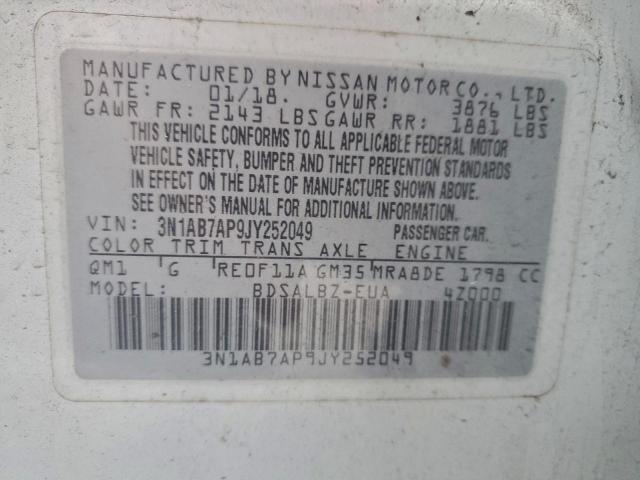 MANUFACTURED BY NISSAN MOTOR CO., LTD.
DATE: 01/18. GVWR: 3876 LBS
GAWR FR: 2143 LBS GAWR RR: 1881 LBS
THIS VEHICLE CONFORMS TO ALL APPLICABLE FEDERAL MOTOR
VEHICLE SAFETY, BUMPER AND THEFT PREVENTION STANDARDS
IN EFFECT ON THE DATE OF MANUFACTURE SHOWN ABOVE.
SEE OWNER'S MANUAL FOR ADDITIONAL INFORMATION.
VIN: 3N1AB7AP9JY252049 PASSENGER CAR.
COLOR TRIM TRANS AXLE ENGINE
QM1 G RE0F11A GM35 MRA8DE 1798 CC
MODEL: BDSALBZ-EUA 4Z000
3N1AB7AP9JY252049